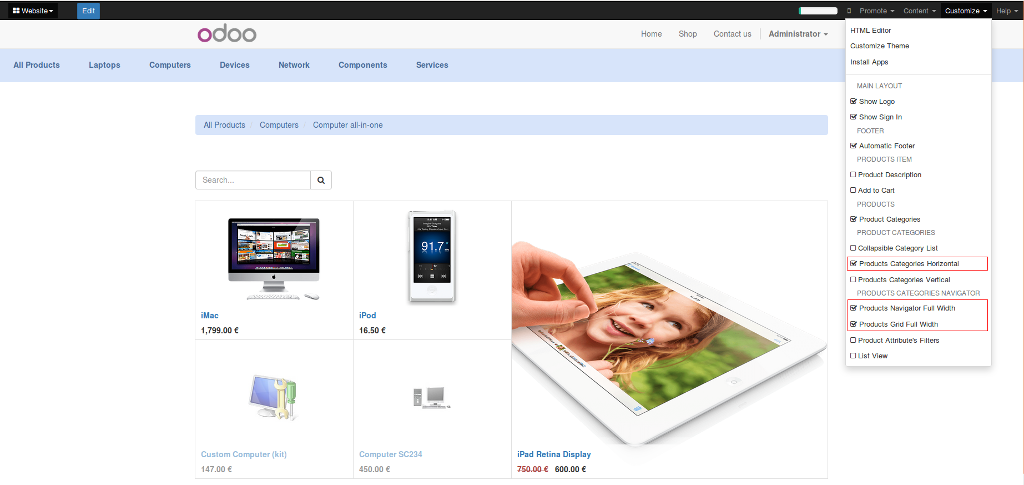 Website
Edit
Promote
Content
Customize
Help
odoo
Home
Shop
Contact us
Administrator
All Products
Laptops
Computers
Devices
Network
Components
Services
HTML Editor
Customize Theme
Install Apps
MAIN LAYOUT
Show Logo
Show Sign In
FOOTER
Automatic Footer
PRODUCTS ITEM
Product Description
Add to Cart
PRODUCTS
Product Categories
PRODUCT CATEGORIES
Collapsible Category List
Products Categories Horizontal
Products Categories Vertical
PRODUCTS CATEGORIES NAVIGATOR
Products Navigator Full Width
Products Grid Full Width
Product Attribute's Filters
List View
All Products / Computers / Computer all-in-one
Search...
91.7
iMac
1,799.00 €
iPod
16.50 €
Custom Computer (kit)
147.00 €
Computer SC234
450.00 €
iPad Retina Display
750.00 € 600.00 €